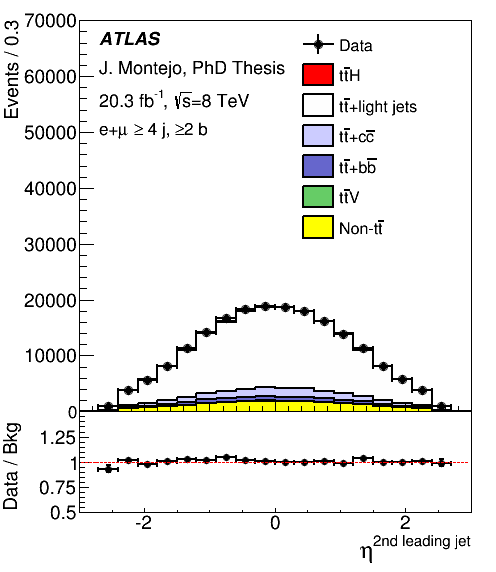 ATLAS
J. Montejo, PhD Thesis
20.3 fb⁻¹, √s=8 TeV
e+μ ≥ 4 j, ≥2 b
Data
tt̅H
tt̅+light jets
tt̅+cc̅
tt̅+bb̅
tt̅V
Non-tt̅
Events / 0.3
70000
60000
50000
40000
30000
20000
10000
0
Data / Bkg
1.25
1
0.75
0.5
-2
0
2
η^2nd leading jet